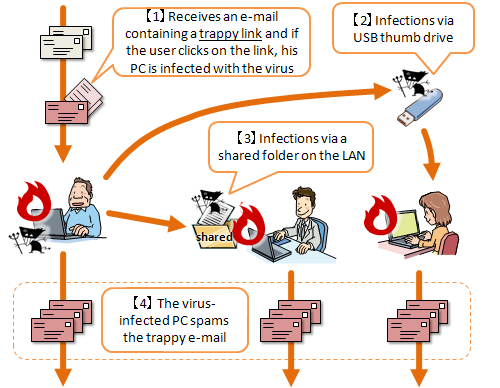 【1】 Receives an e-mail
containing a trappy link and if
the user clicks on the link, his
PC is infected with the virus
【2】 Infections via
USB thumb drive
【3】 Infections via a
shared folder on the LAN
shared
【4】 The virus-
infected PC spams
the trappy e-mail